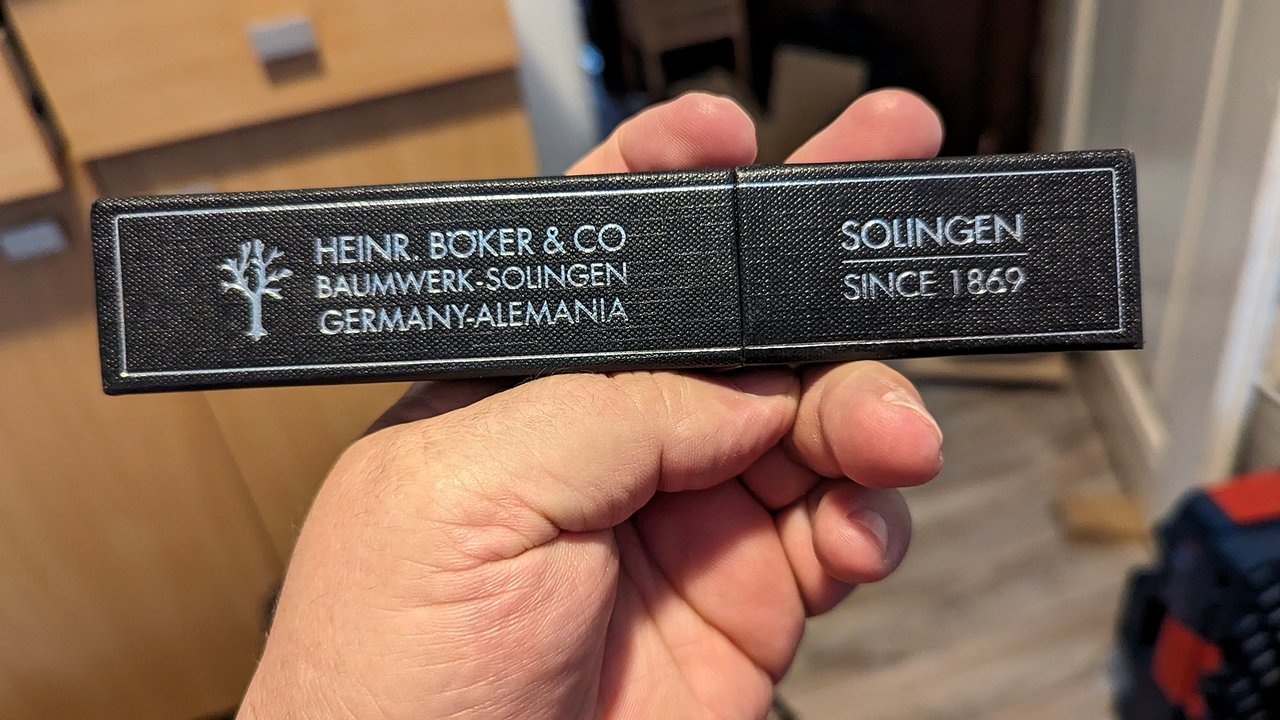 HEINR. BÖKER & CO
BAUMWERK-SOLINGEN
GERMANY-ALEMANIA
SOLINGEN
SINCE 1869